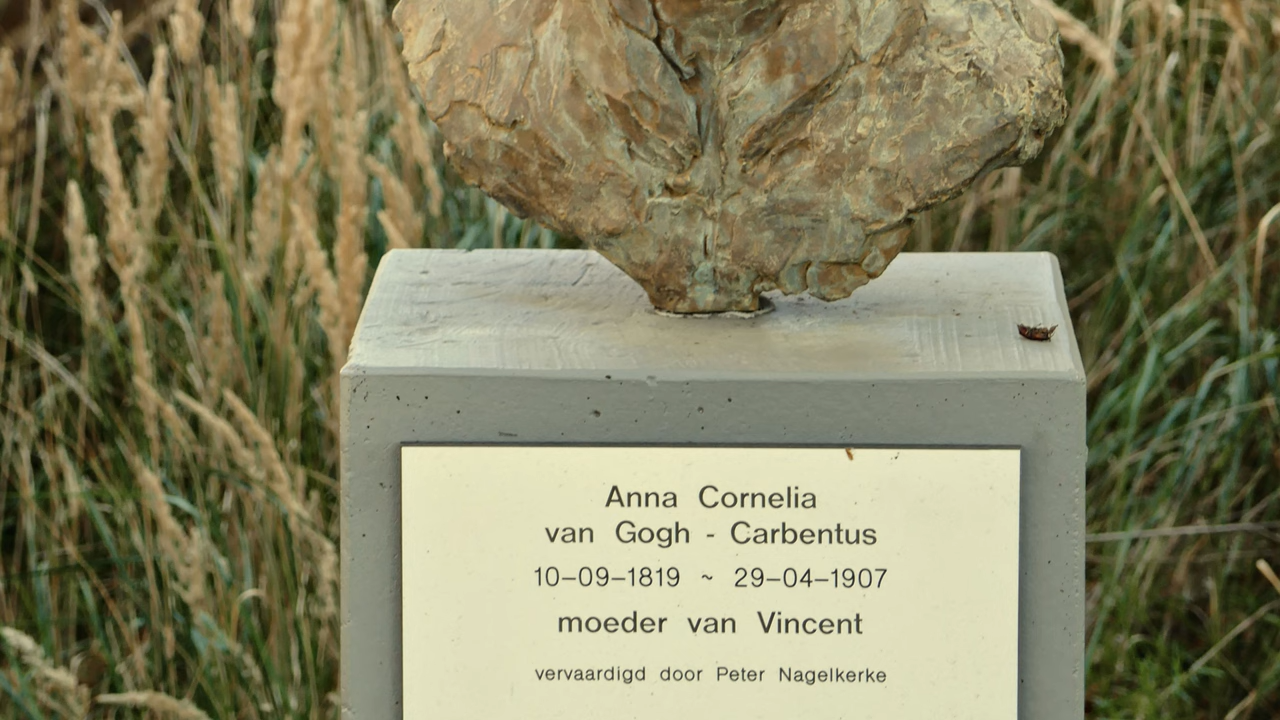 Anna Cornelia
van Gogh - Carbentus
10-09-1819 ~ 29-04-1907
moeder van Vincent
vervaardigd door Peter Nagelkerke